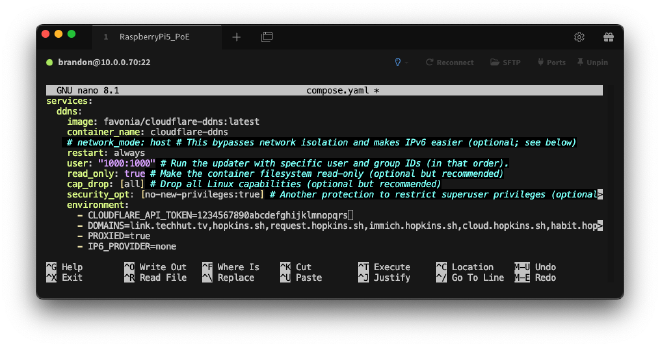 1 RaspberryPi5_PoE
brandon@10.0.0.70:22
Reconnect SFTP Ports Unpin
GNU nano 8.1 compose.yaml *
services:
ddns:
image: favonia/cloudflare-ddns:latest
container_name: cloudflare-ddns
# network_mode: host # This bypasses network isolation and makes IPv6 easier (optional; see below)
restart: always
user: "1000:1000" # Run the updater with specific user and group IDs (in that order).
read_only: true # Make the container filesystem read-only (optional but recommended)
cap_drop: [all] # Drop all Linux capabilities (optional but recommended)
security_opt: [no-new-privileges:true] # Another protection to restrict superuser privileges (optional>
environment:
- CLOUDFLARE_API_TOKEN=1234567890abcdefghijklmnopqrs
- DOMAINS=link.techhut.tv,request.hopkins.sh,immich.hopkins.sh,cloud.hopkins.sh,habit.hop>
- PROXIED=true
- IP6_PROVIDER=none
^G Help ^O Write Out ^F Where Is ^K Cut ^T Execute ^C Location M-U Undo
^X Exit ^R Read File ^\ Replace ^U Paste ^J Justify ^/ Go To Line M-E Redo